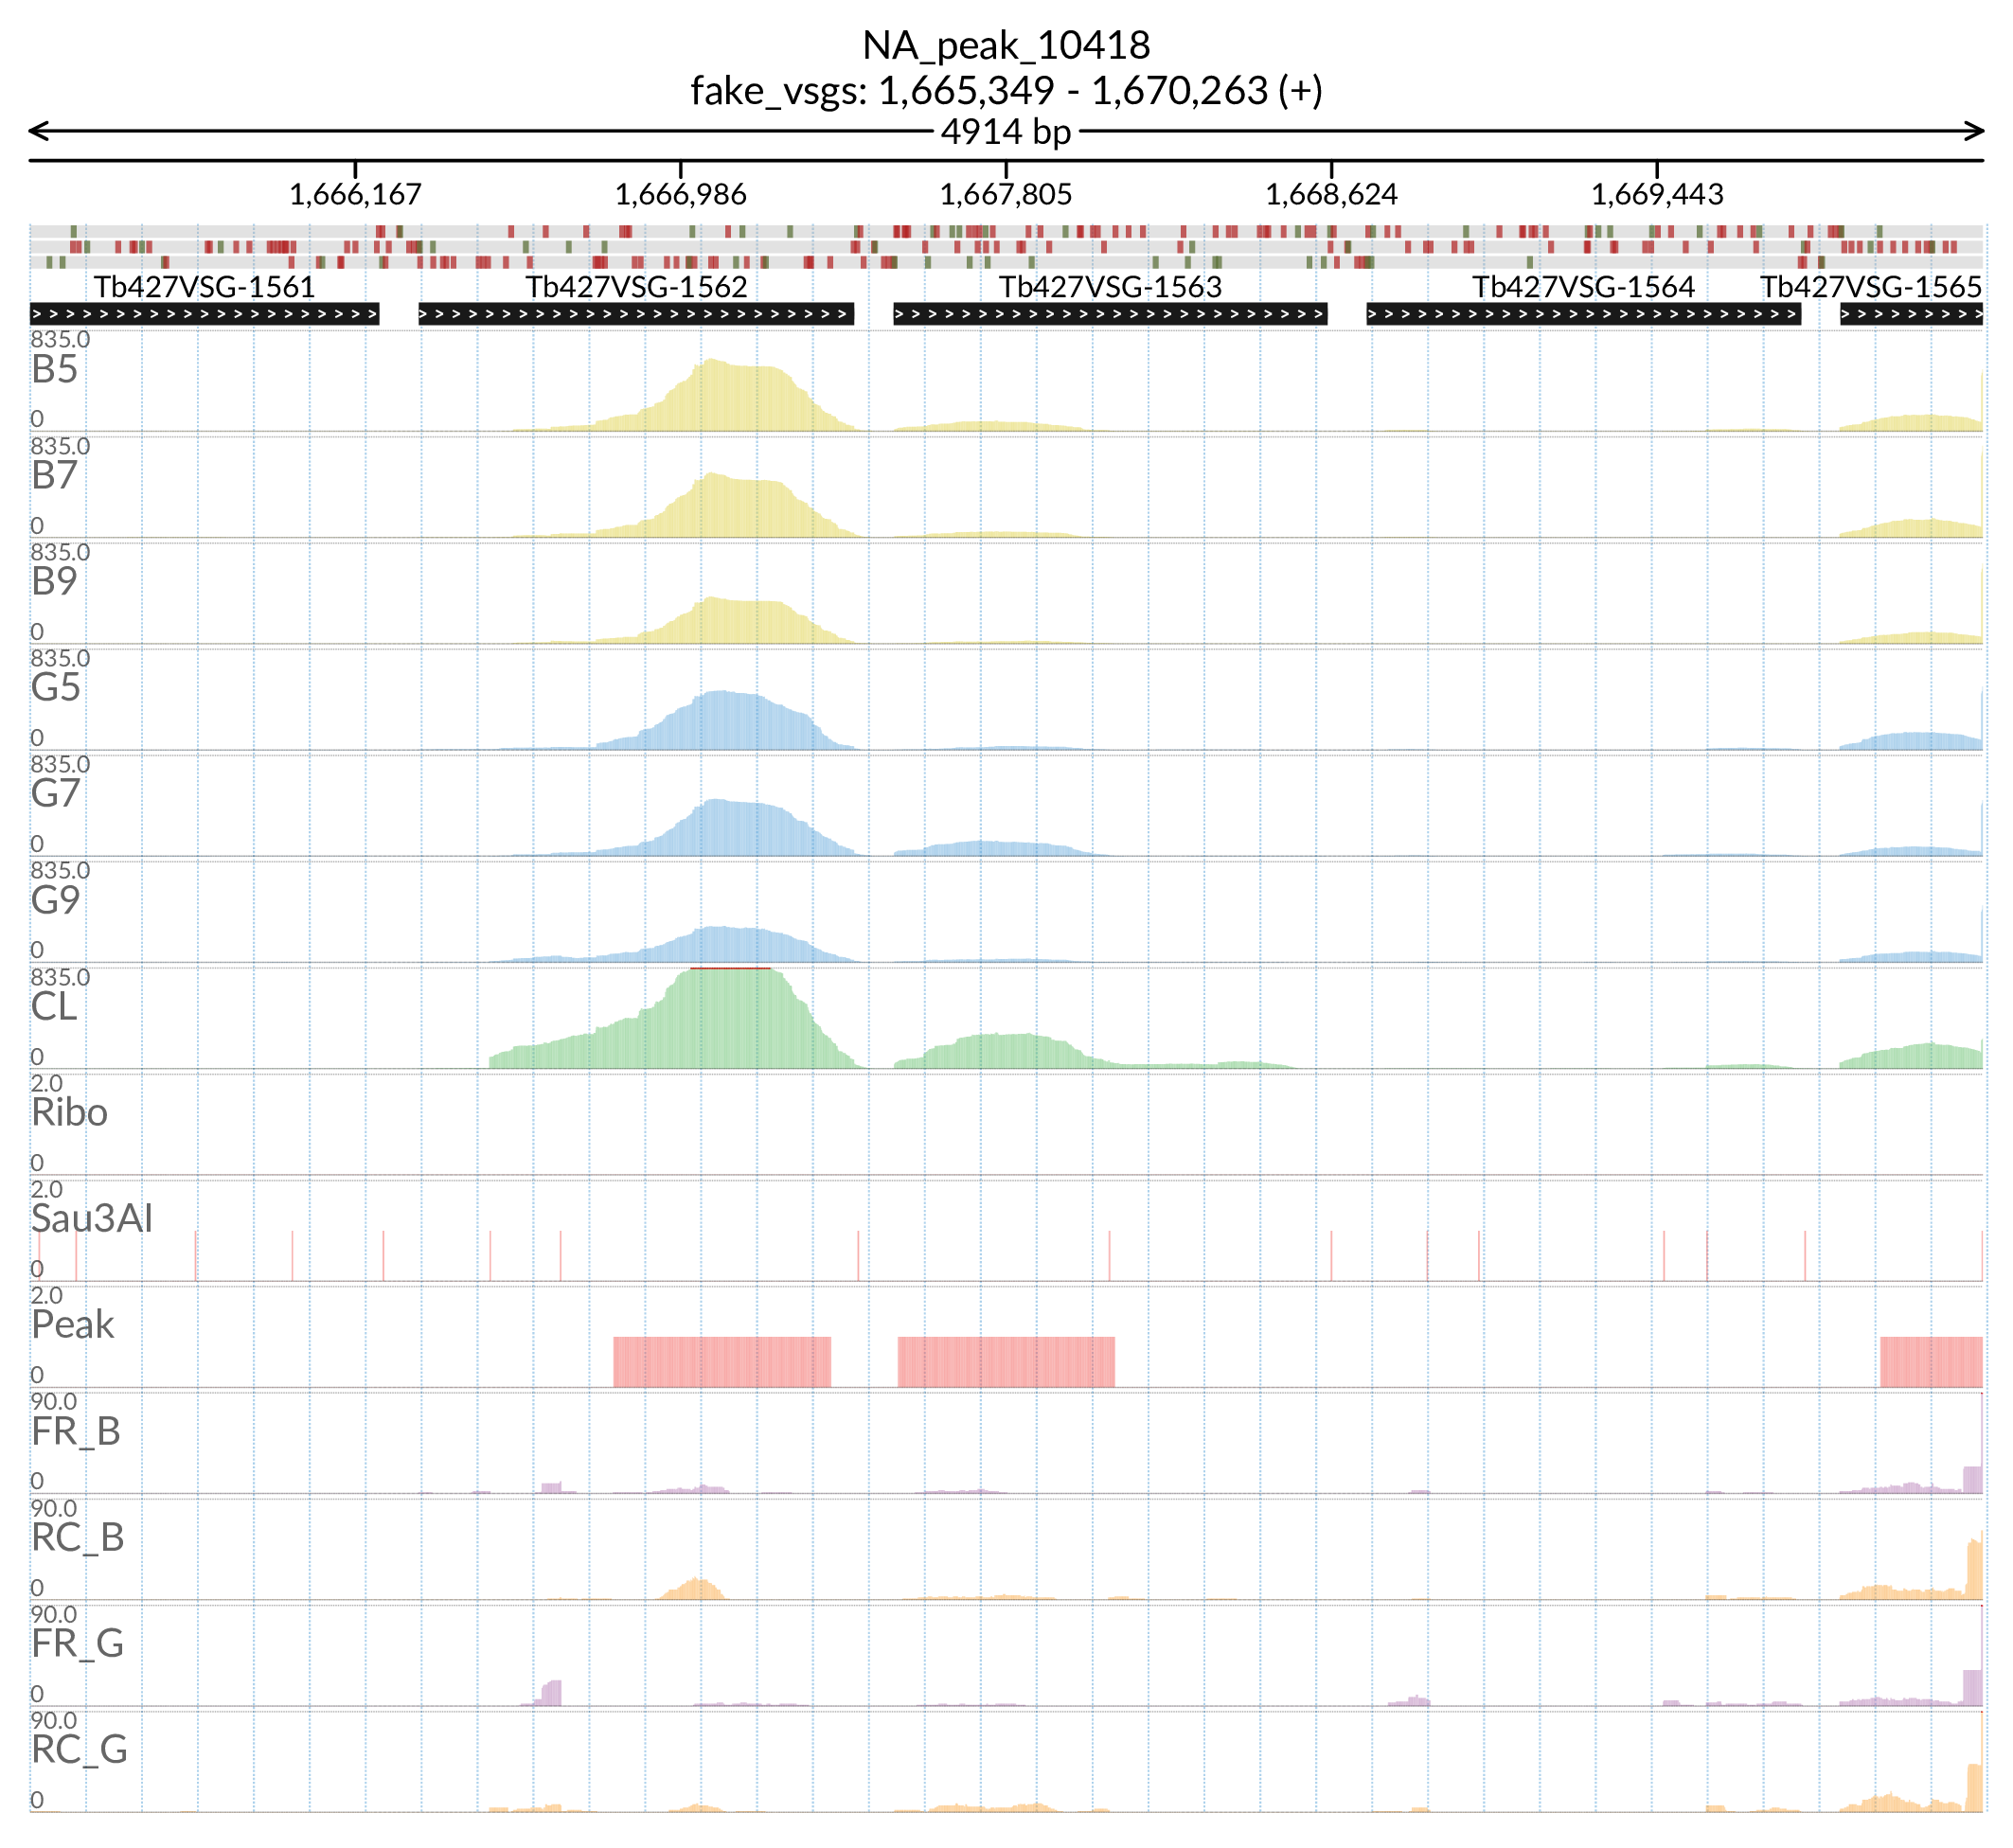 NA_peak_10418
fake_vsgs: 1,665,349 - 1,670,263 (+)
4914 bp
1,666,167 1,666,986 1,667,805 1,668,624 1,669,443
Tb427VSG-1561 Tb427VSG-1562 Tb427VSG-1563 Tb427VSG-1564 Tb427VSG-1565
835.0
B5
0
835.0
B7
0
835.0
B9
0
835.0
G5
0
835.0
G7
0
835.0
G9
0
835.0
CL
0
2.0
Ribo
0
2.0
Sau3AI
0
2.0
Peak
0
90.0
FR_B
0
90.0
RC_B
0
90.0
FR_G
0
90.0
RC_G
0